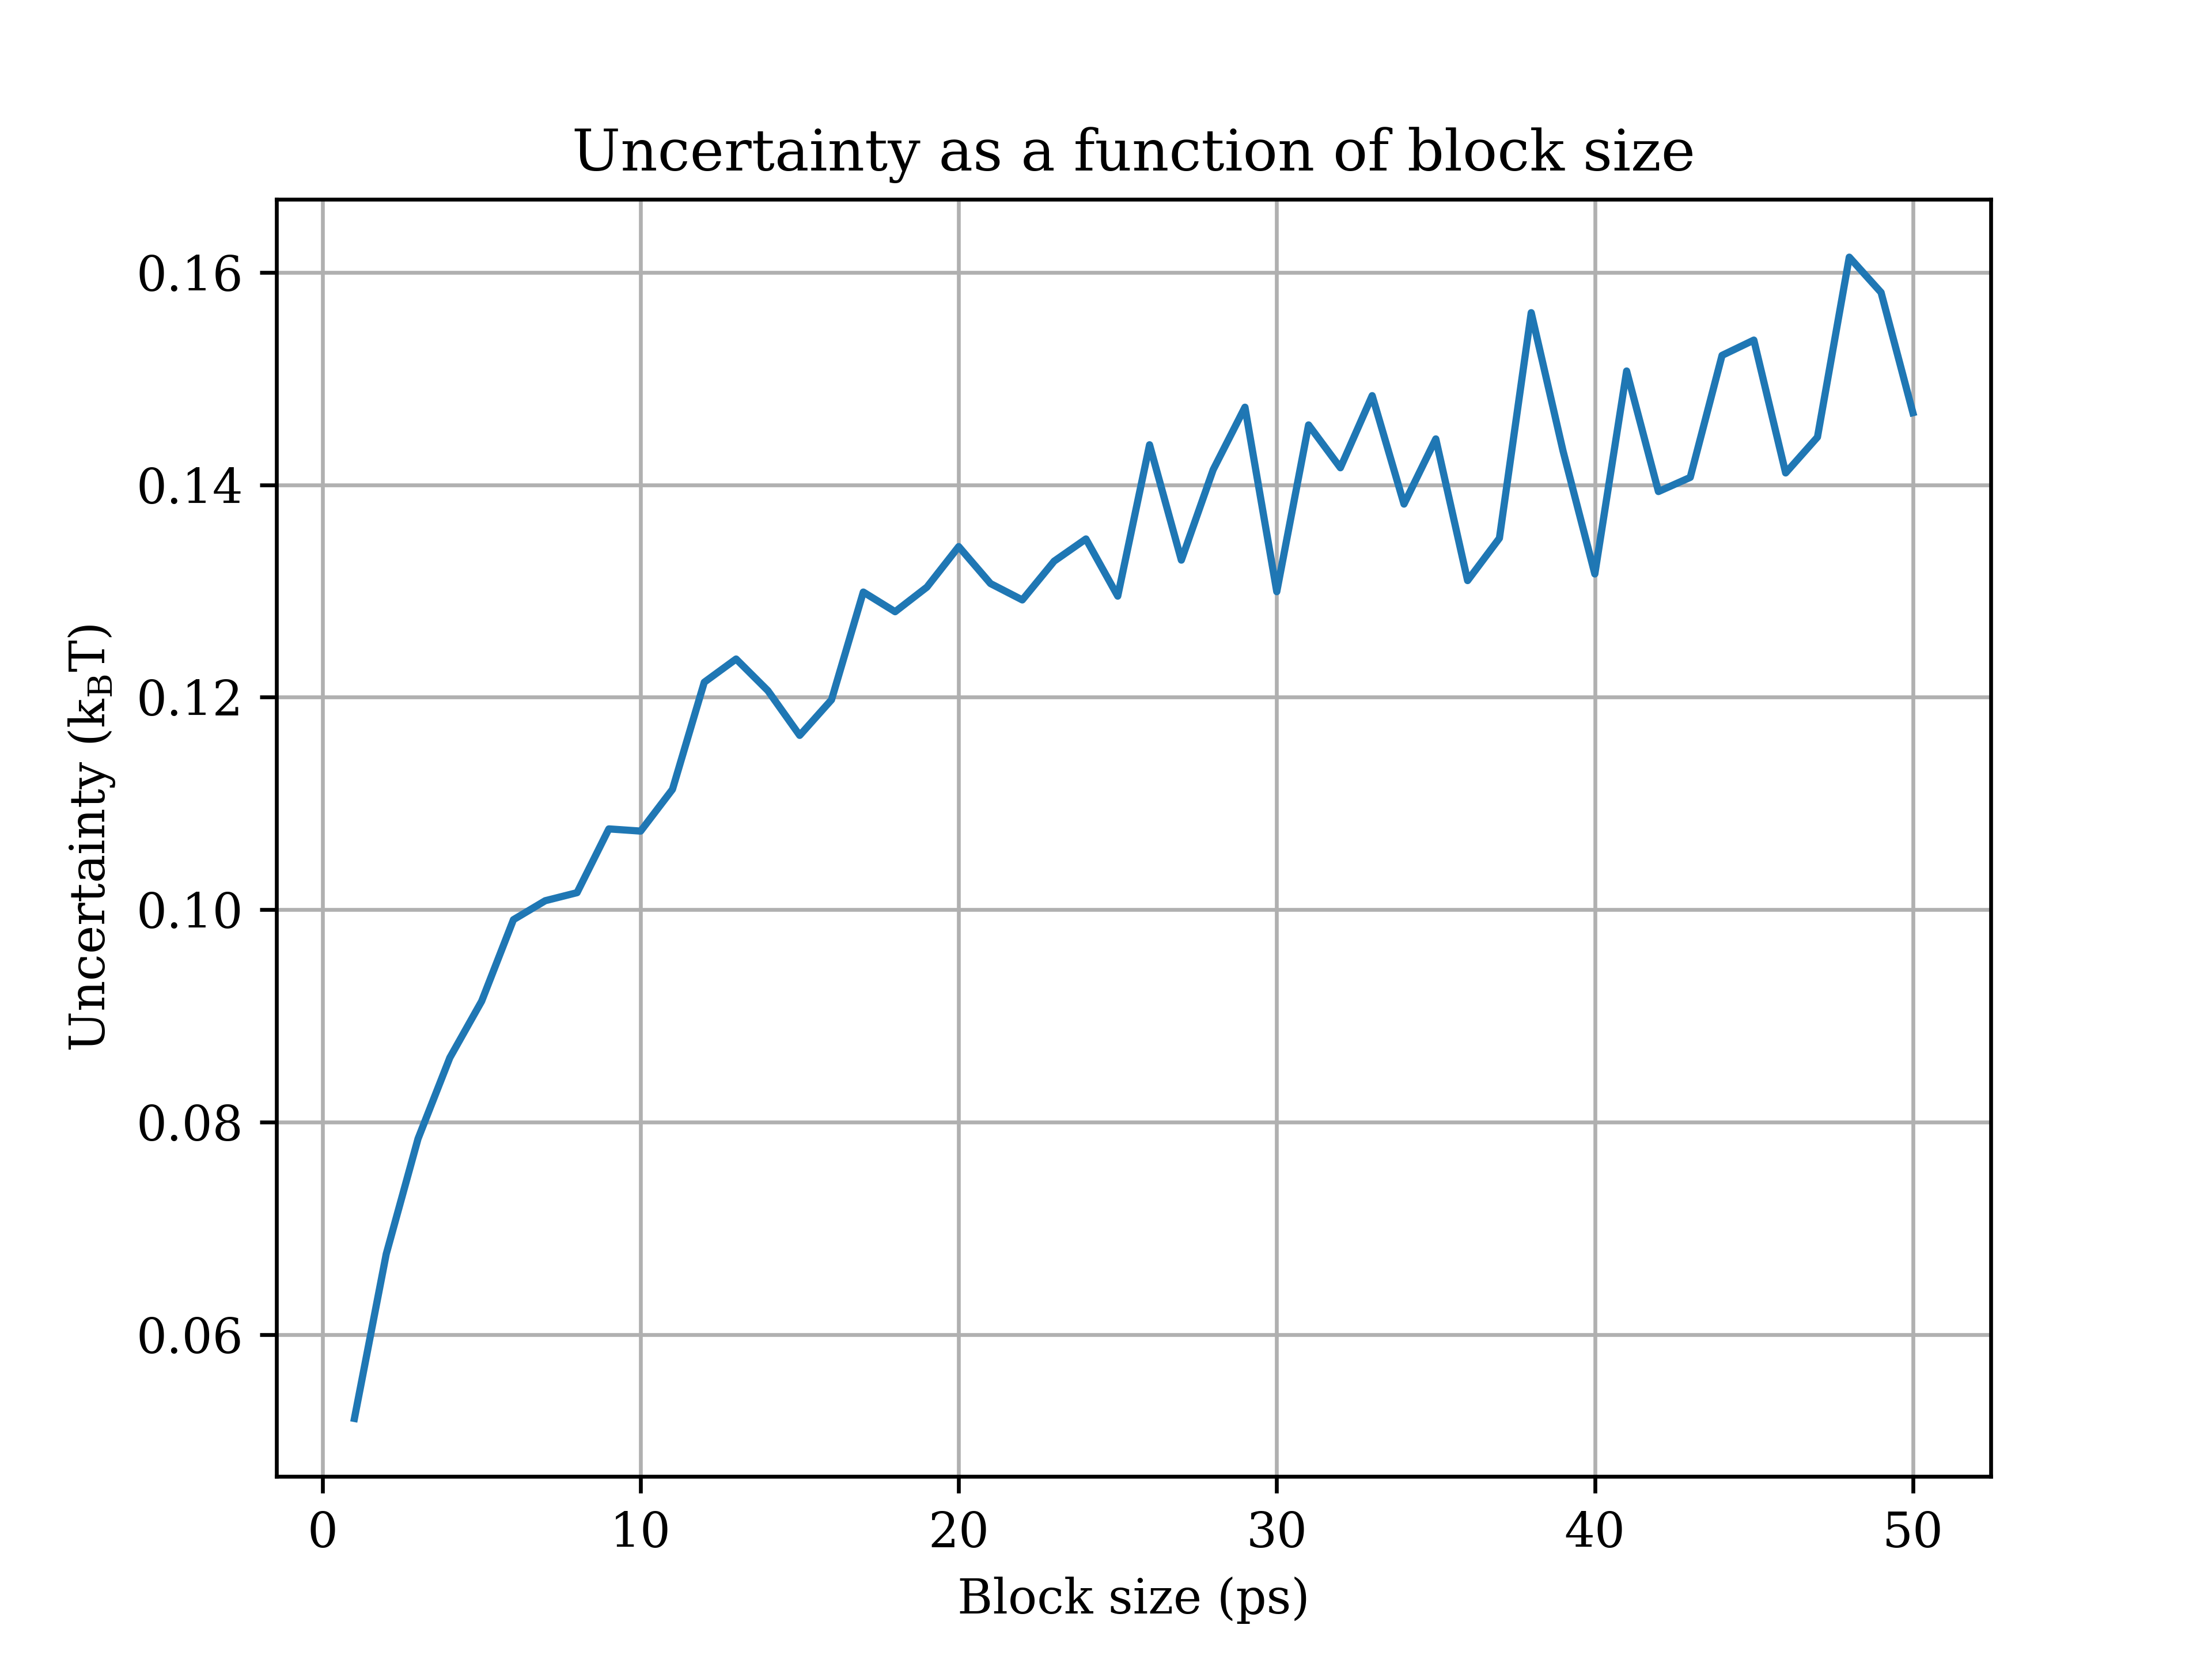 Uncertainty as a function of block size
0.16
0.14
0.12
0.10
0.08
0.06
Uncertainty (k_BT)
0 10 20 30 40 50
Block size (ps)